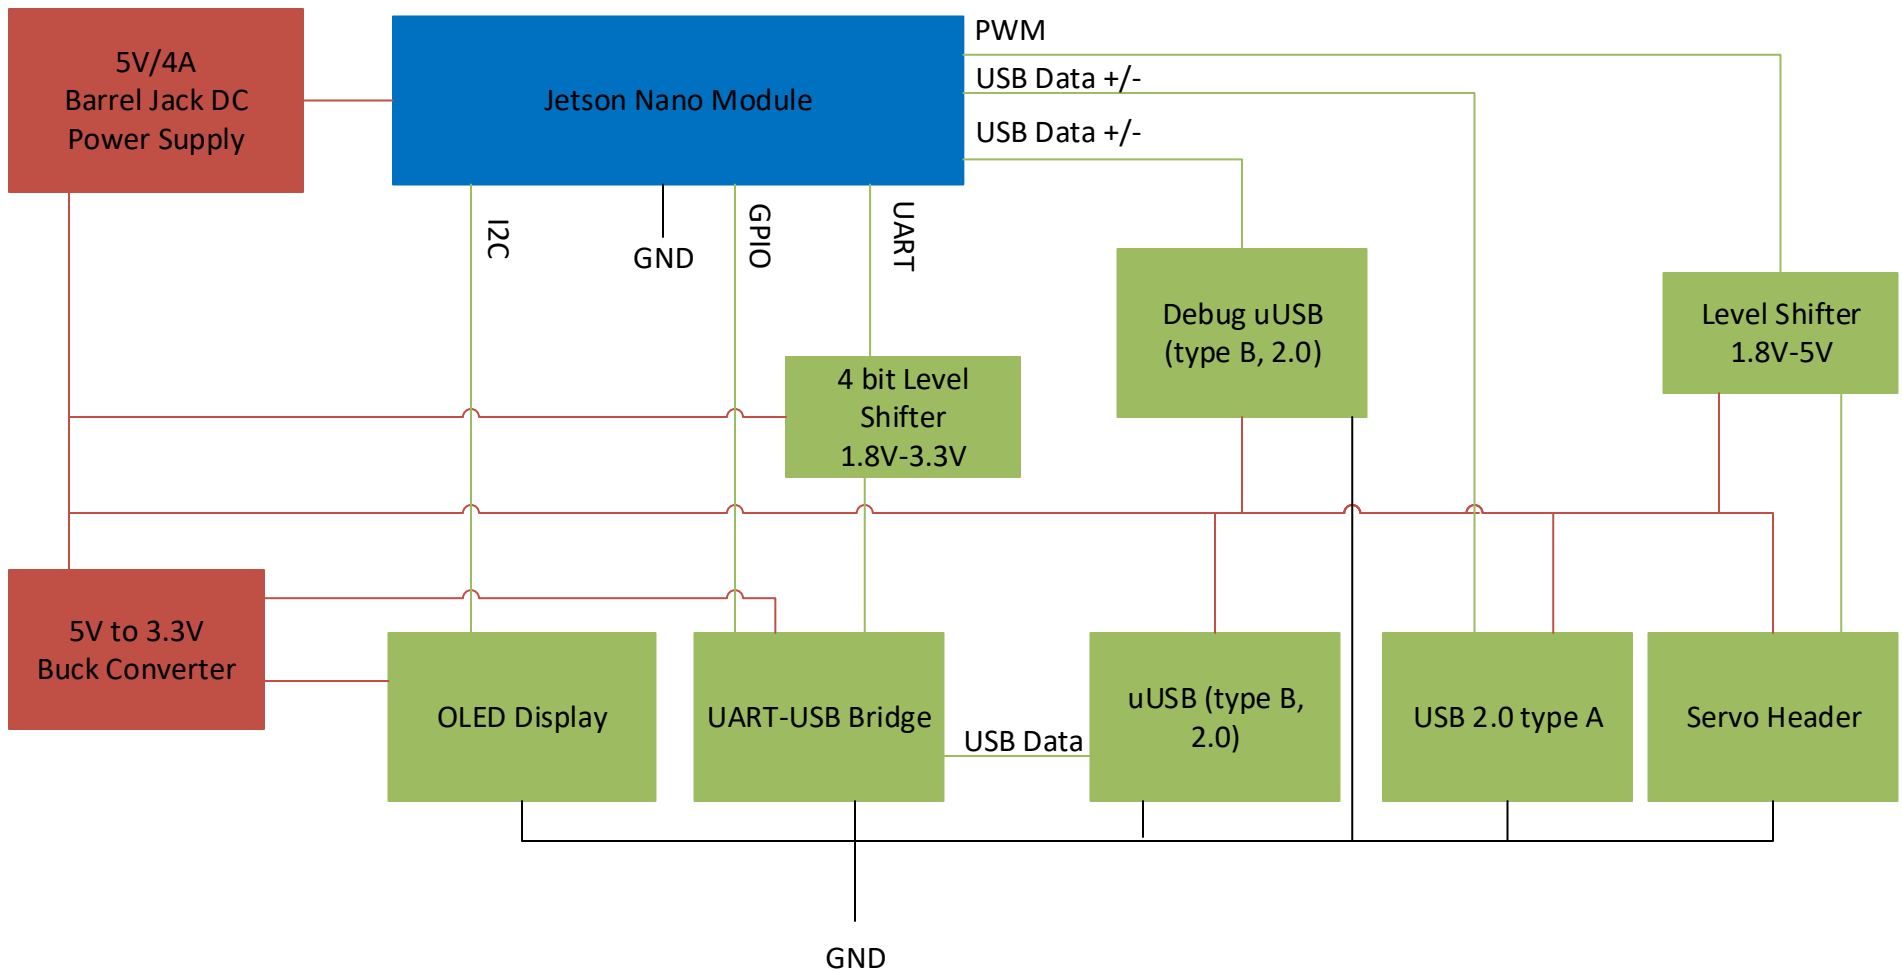 5V/4A
Barrel Jack DC
Power Supply
Jetson Nano Module
PWM
USB Data +/-
USB Data +/-
I2C
GND
GPIO
UART
Debug uUSB
(type B, 2.0)
Level Shifter
1.8V-5V
4 bit Level
Shifter
1.8V-3.3V
5V to 3.3V
Buck Converter
OLED Display
UART-USB Bridge
USB Data
uUSB (type B,
2.0)
USB 2.0 type A
Servo Header
GND